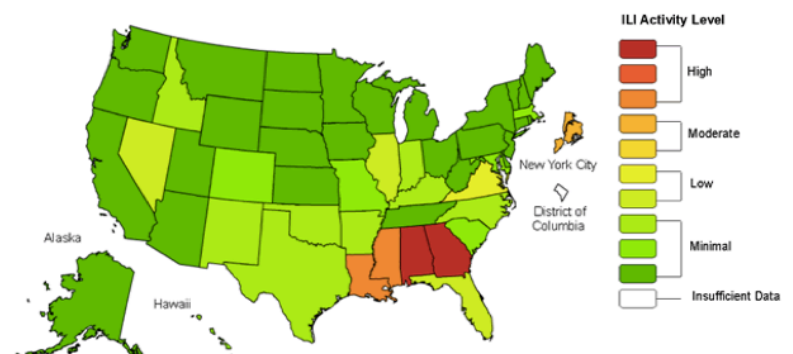 ILI Activity Level
High
Moderate
New York City
Low
District of
Columbia
Alaska
Minimal
Hawaii
Insufficient Data